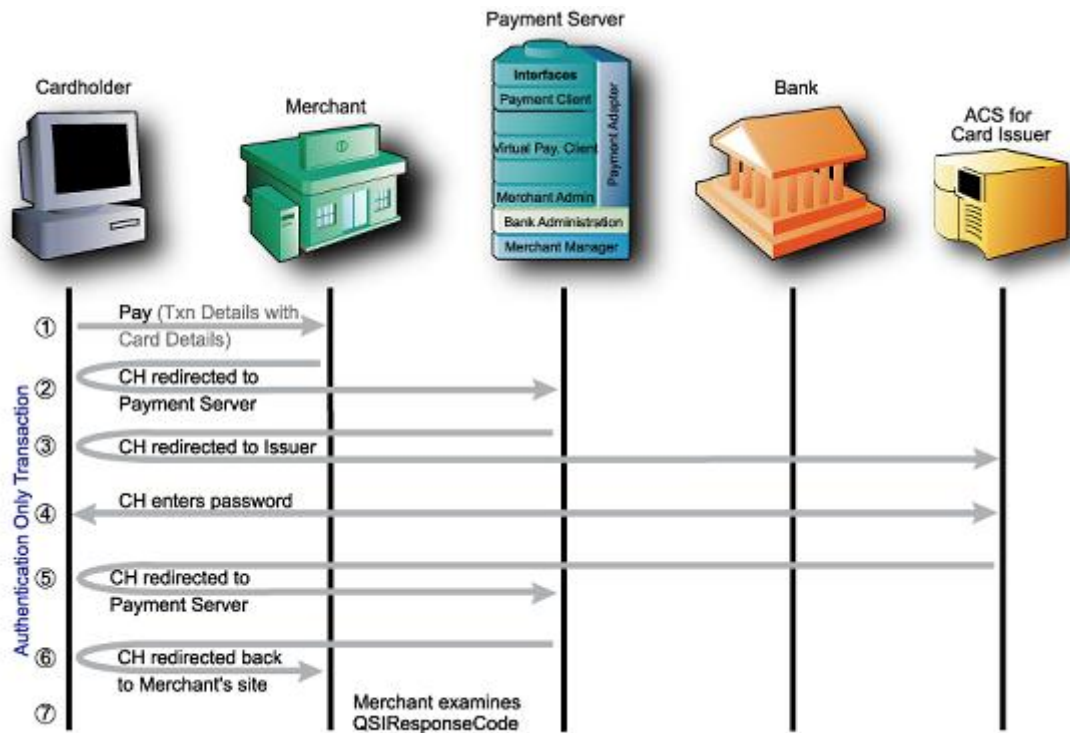 Payment Server
Cardholder
Merchant
Bank
ACS for
Card Issuer
Interfaces
Payment Client
Virtual Pay. Client
Merchant Admin
Payment Adapter
Bank Administration
Merchant Manager
Authentication Only Transaction
① Pay (Txn Details with
Card Details)
② CH redirected to
Payment Server
③ CH redirected to Issuer
④ CH enters password
⑤ CH redirected to
Payment Server
⑥ CH redirected back
to Merchant's site
⑦ Merchant examines
QSIResponseCode